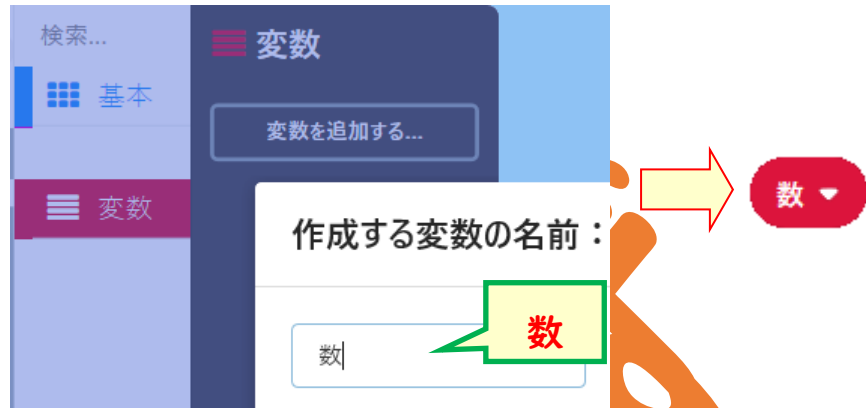 検索...
基本
変数
変数
変数を追加する...
作成する変数の名前：
数
数
数